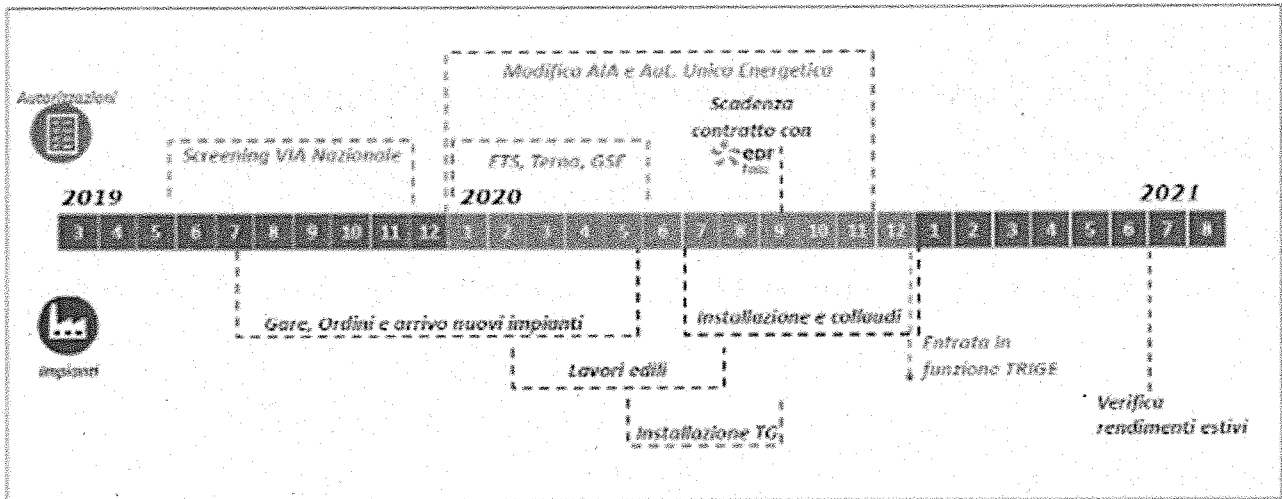 Modifica AIA e Aut. Unica Energetica
Autorizzazioni
Scadenza
contratto con
Screening VIA Nazionale
ETS, Terna, GSE
2019
2020
2021
3 4 5 6 7 8 9 10 11 12 1 2 3 4 5 6 7 8 9 10 11 12 1 2 3 4 5 6 7 8
Gare, Ordini e arrivo nuovi impianti
Installazione e collaudi
Impianti
Lavori edili
Entrata in
funzione TRIGE
Installazione TG
Verifica
rendimenti estivi